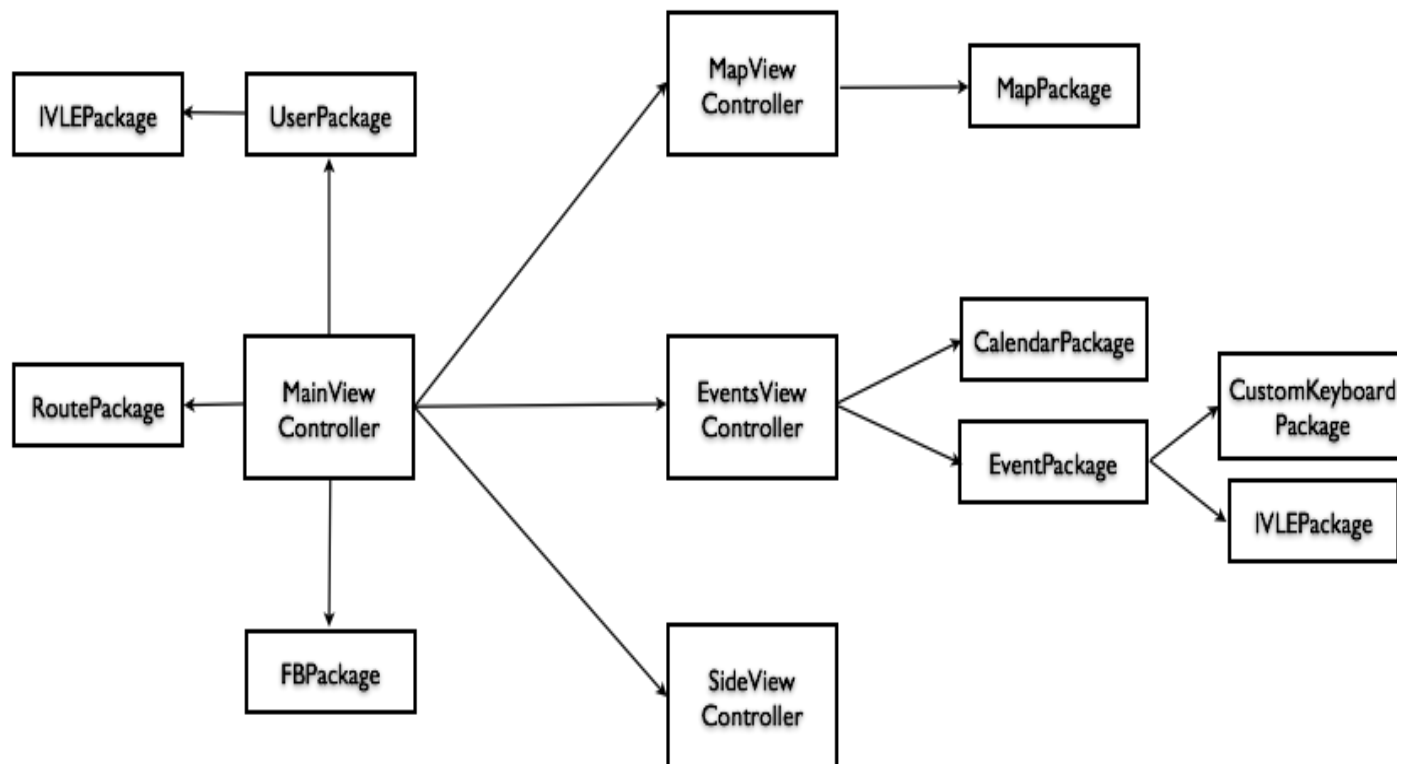 MapView
Controller
MapPackage
IVLEPackage
UserPackage
CalendarPackage
MainView
Controller
EventsView
Controller
RoutePackage
CustomKeyboard
Package
EventPackage
IVLEPackage
FBPackage
SideView
Controller